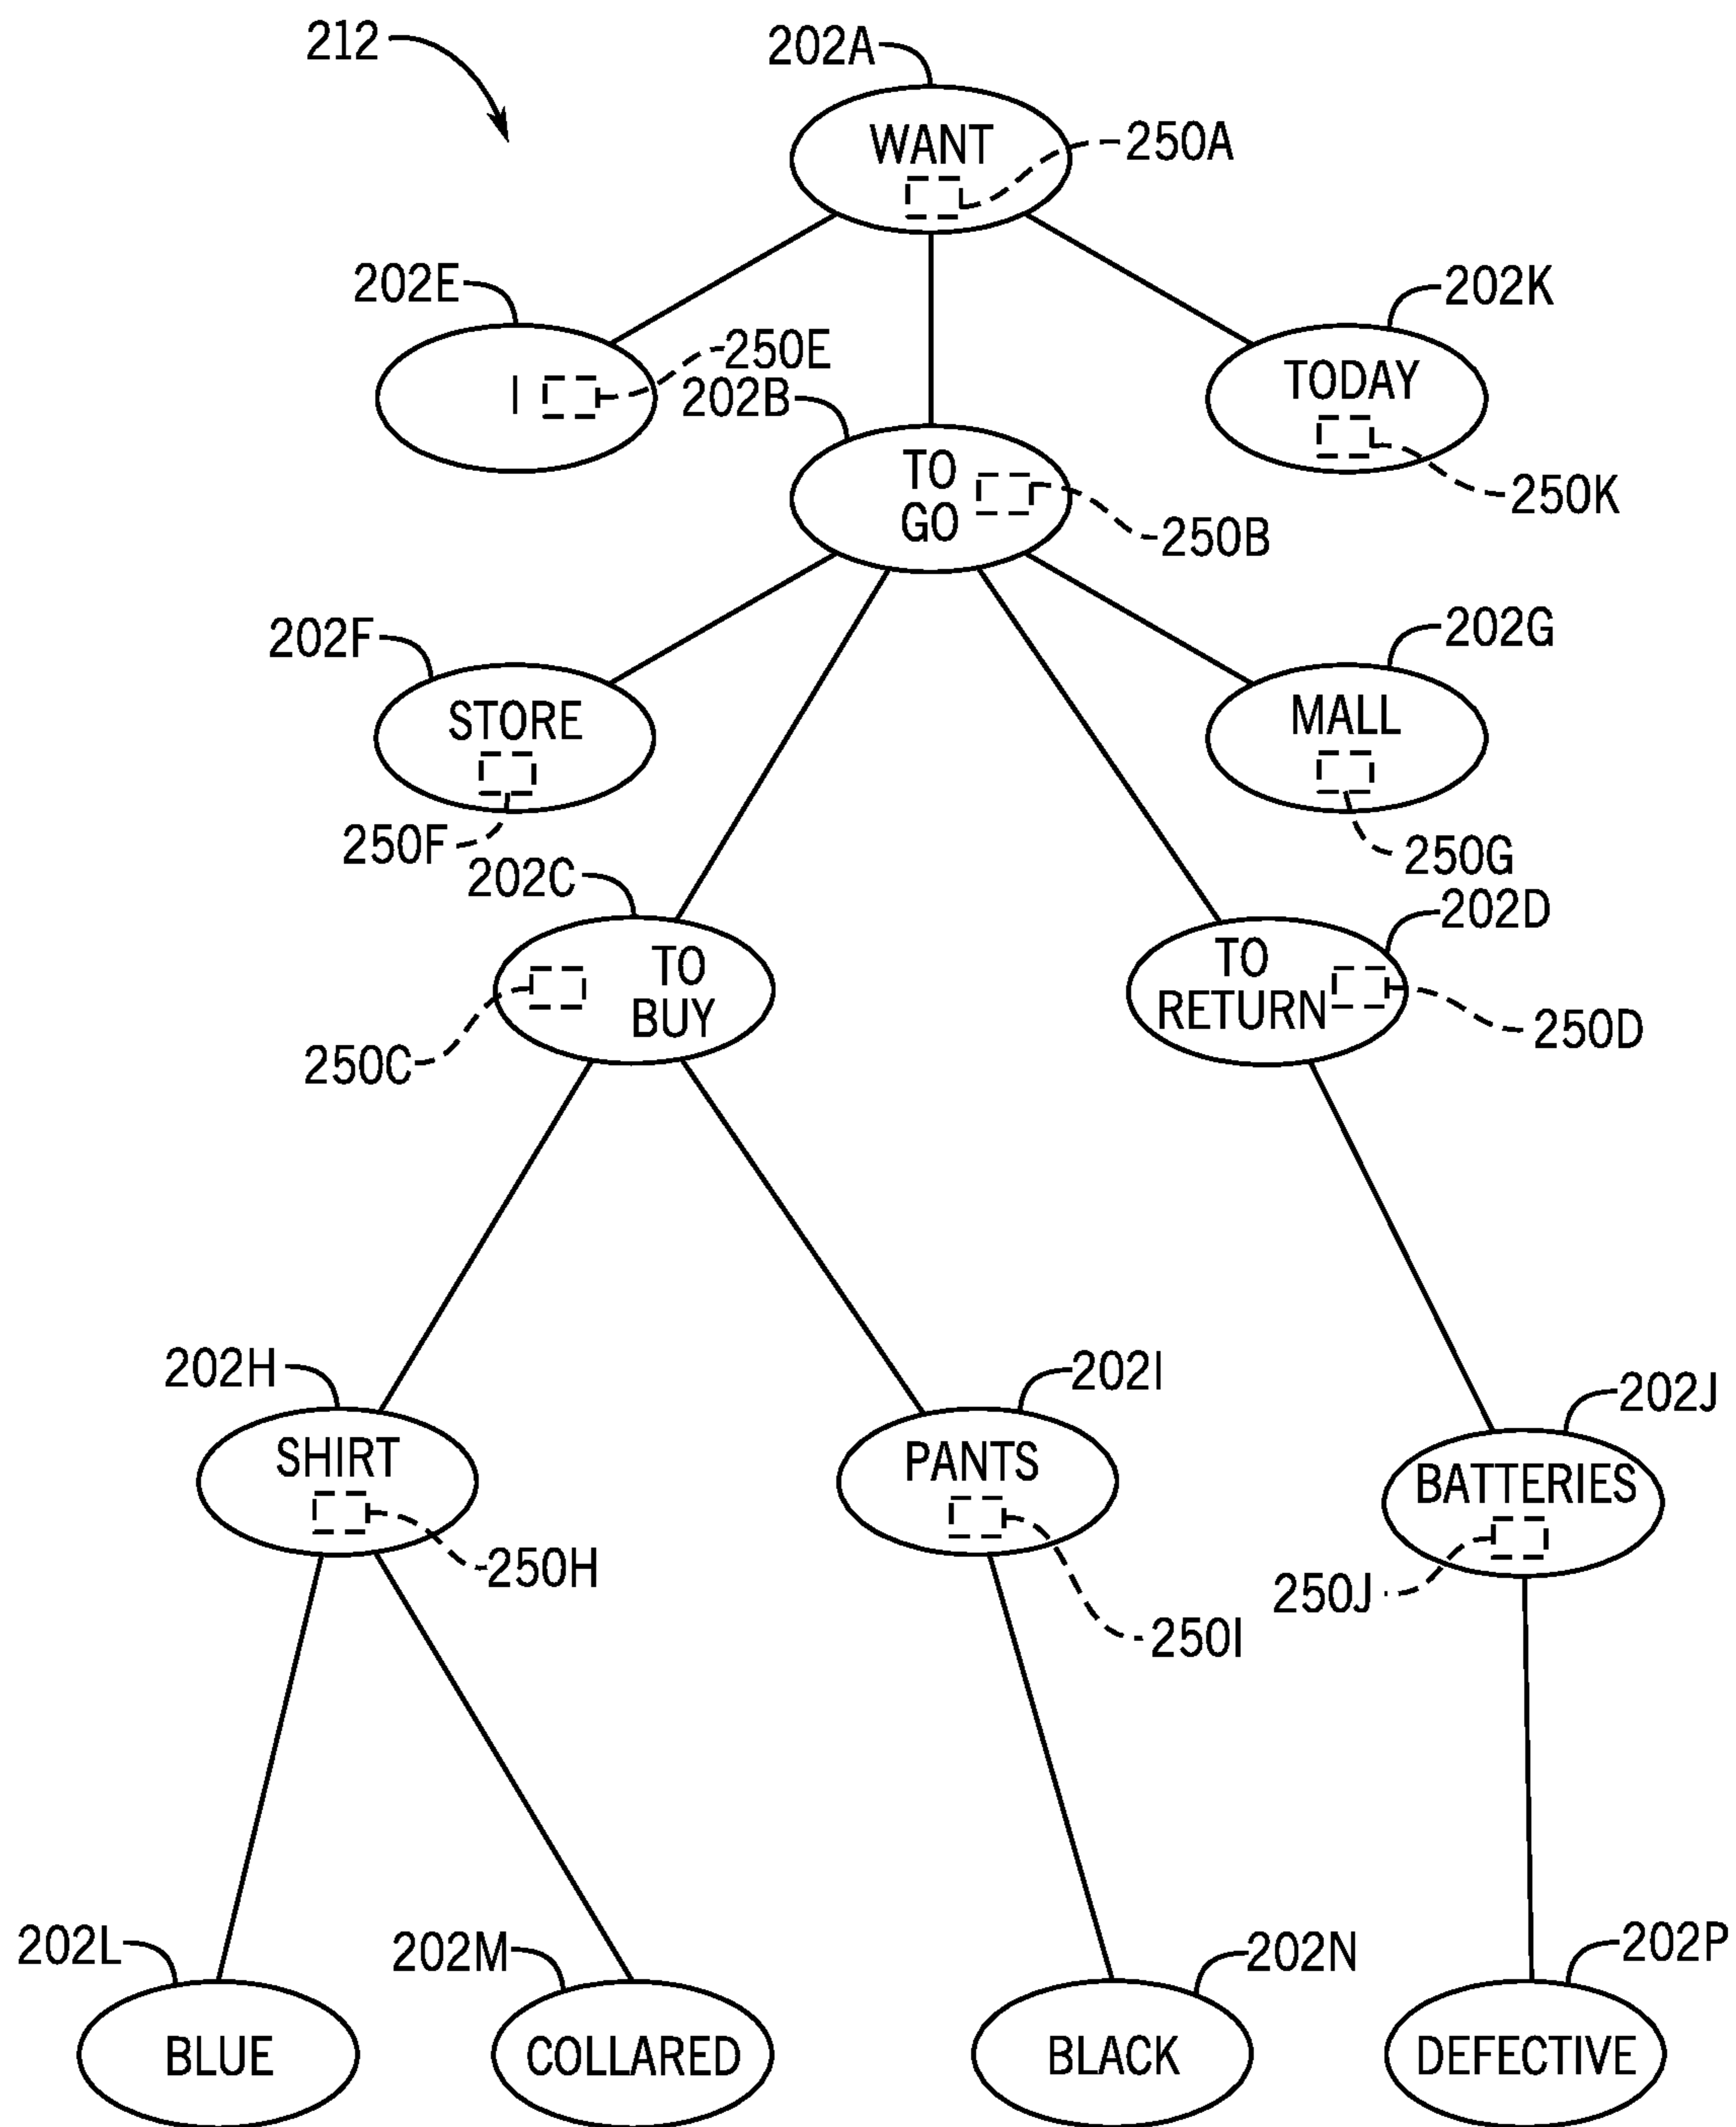 212
202A
WANT
250A
202E
I
250E
202K
TODAY
250K
202B
TO
GO
250B
202F
STORE
250F
202G
MALL
250G
202C
TO
BUY
250C
202D
TO
RETURN
250D
202H
SHIRT
250H
202I
PANTS
250I
202J
BATTERIES
250J
202L
BLUE
202M
COLLARED
202N
BLACK
202P
DEFECTIVE